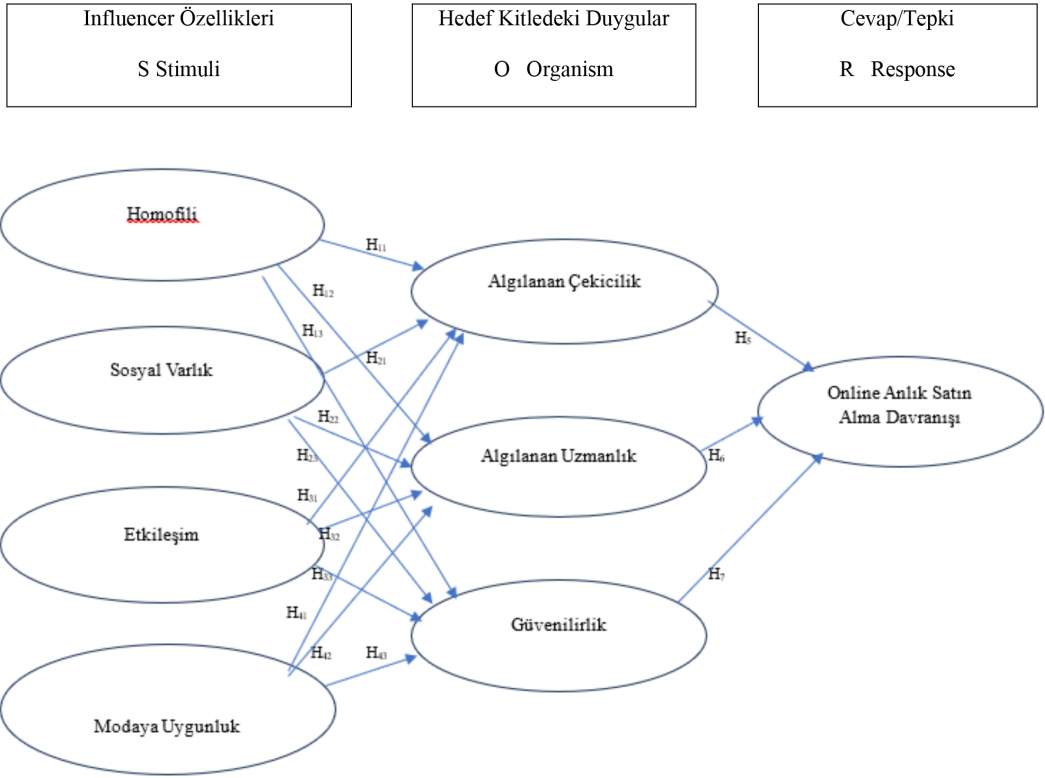 Influencer Özellikleri
S Stimuli
Hedef Kitledeki Duygular
O Organism
Cevap/Tepki
R Response
Homofili
H₁₁
Algılanan Çekicilik
H₁₂
H₁₃
H₅
Sosyal Varlık
H₂₁
Online Anlık Satın
Alma Davranışı
H₂₂
Algılanan Uzmanlık
H₆
H₂₃
H₃₁
Etkileşim
H₃₂
H₃₃
H₇
H₄₁
Güvenilirlik
H₄₂
H₄₃
Modaya Uygunluk